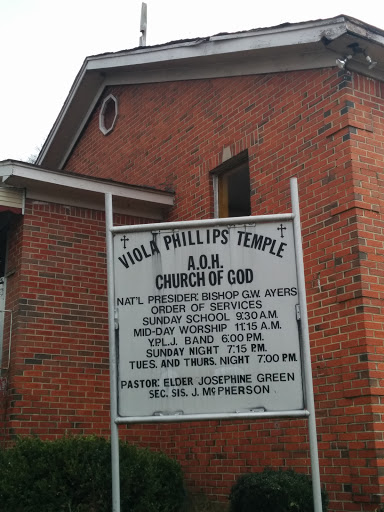 VIOLA PHILLIPS TEMPLE
A.O.H.
CHURCH OF GOD
NAT'L PRESIDER: BISHOP G.W. AYERS
ORDER OF SERVICES
SUNDAY SCHOOL 9:30 A.M.
MID-DAY WORSHIP 11:15 A.M.
Y.P.L.J. BAND 6:00 P.M.
SUNDAY NIGHT 7:15 P.M.
TUES. AND THURS. NIGHT 7:00 P.M.
PASTOR: ELDER JOSEPHINE GREEN
SEC. SIS. J. McPHERSON